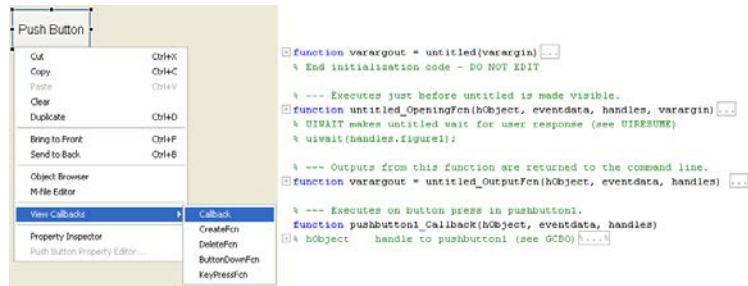 Push Button
Cut Ctrl+X
Copy Ctrl+C
Paste Ctrl+V
Clear
Duplicate Ctrl+D
Bring to Front Ctrl+F
Send to Back Ctrl+B
Object Browser
M-file Editor
View Callbacks
Property Inspector
Push Button Property Editor...
Callback
CreateFcn
DeleteFcn
ButtonDownFcn
KeyPressFcn
function varargout = untitled(varargin) ...
% End initialization code - DO NOT EDIT
% --- Executes just before untitled is made visible.
function untitled_OpeningFcn(hObject, eventdata, handles, varargin) ...
% UIWAIT makes untitled wait for user response (see UIRESUME)
% uiwait(handles.figure1);
% --- Outputs from this function are returned to the command line.
function varargout = untitled_OutputFcn(hObject, eventdata, handles) ...
% --- Executes on button press in pushbutton1.
function pushbutton1_Callback(hObject, eventdata, handles)
% hObject handle to pushbutton1 (see GCBO) %...%